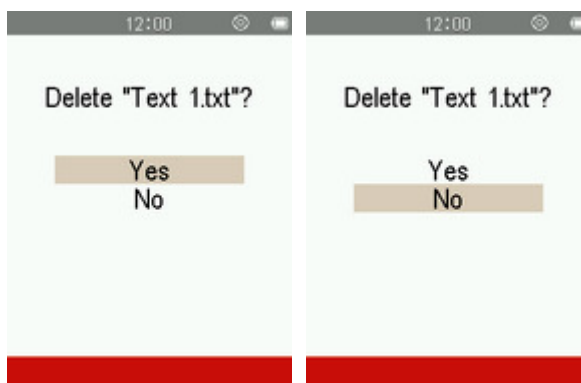 12:00
Delete "Text 1.txt"?
Yes
No
12:00
Delete "Text 1.txt"?
Yes
No